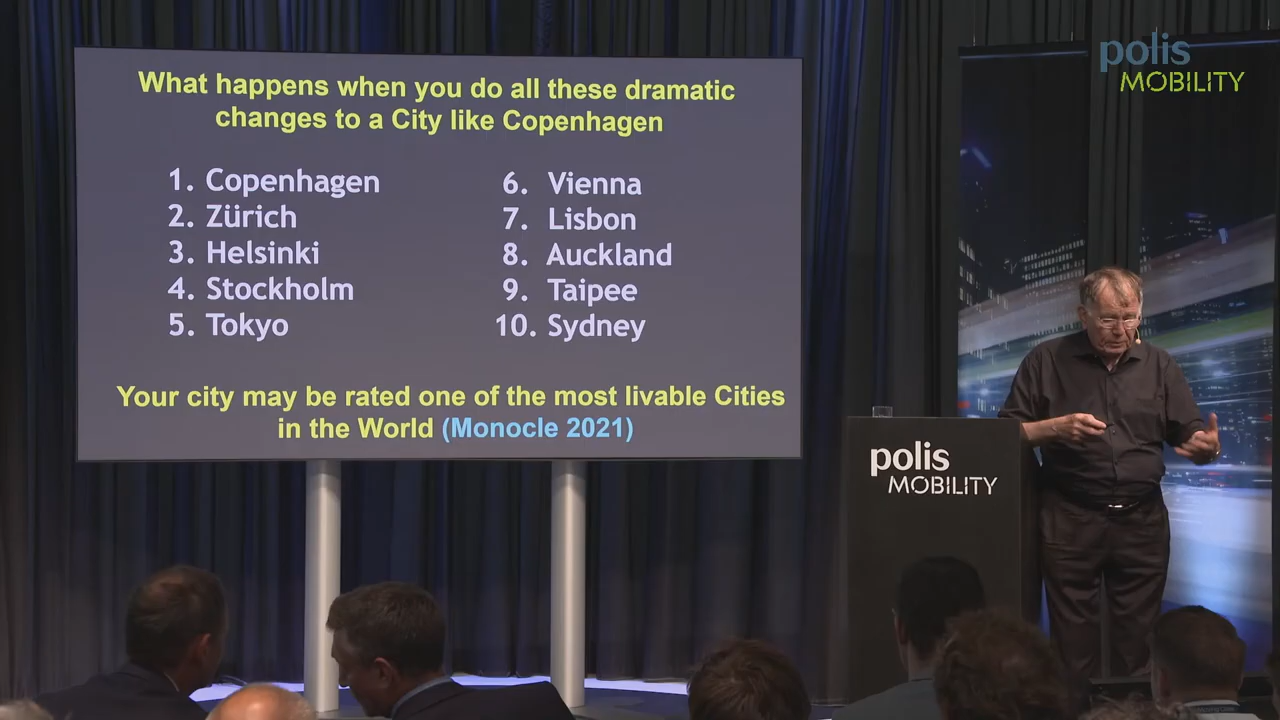 What happens when you do all these dramatic
changes to a City like Copenhagen
1. Copenhagen
2. Zürich
3. Helsinki
4. Stockholm
5. Tokyo
6. Vienna
7. Lisbon
8. Auckland
9. Taipee
10. Sydney
Your city may be rated one of the most livable Cities
in the World (Monocle 2021)
polis
MOBILITY
polis
MOBILITY